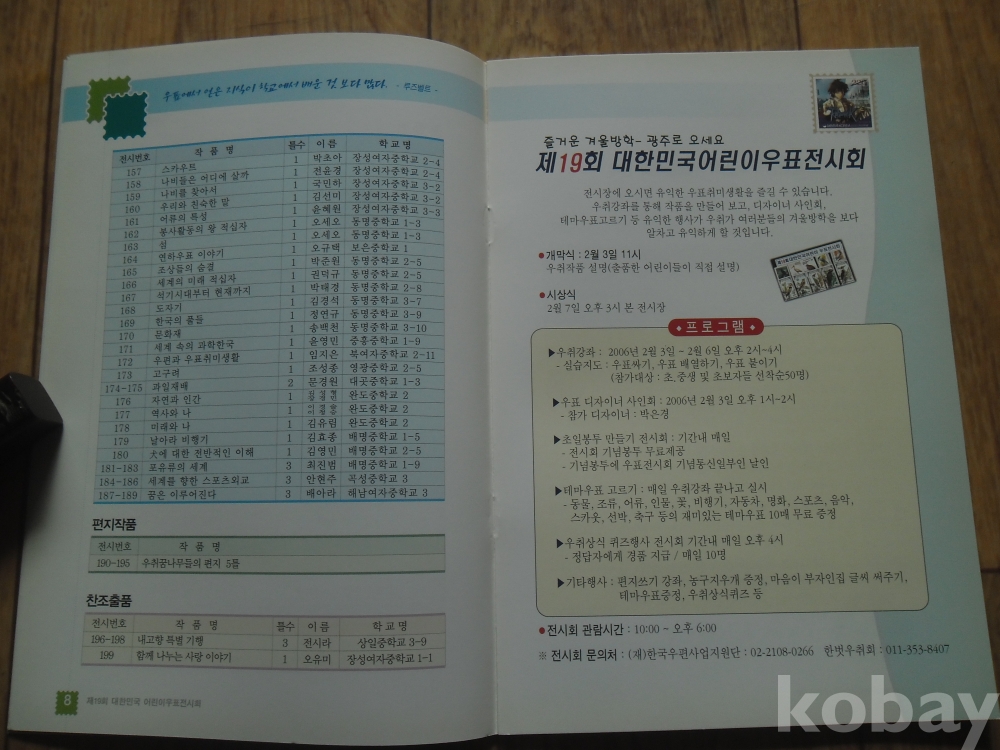 우표에서 얻은 지식이 학교에서 배운 것 보다 많다. - 루즈벨트 -
전시번호 작 품 명 틀수 이 름 학 교 명
157 스카우트 1 박초아 장성여자중학교 2-4
158 나비들은 어디에 살까 1 전윤경 장성여자중학교 2-4
159 나비를 찾아서 1 국민하 장성여자중학교 3-2
160 우리와 친숙한 말 1 김선미 장성여자중학교 3-2
161 어류의 특성 1 윤혜원 장성여자중학교 3-3
162 봉사활동의 왕 적십자 1 오세오 동명중학교 1-3
163 섬 1 오세오 동명중학교 1-3
164 연하우표 이야기 1 오규택 보은중학교 1
165 조상들의 슬결 1 박준원 동명중학교 2-5
166 세계의 미래 적십자 1 권덕규 동명중학교 2-5
167 석기시대부터 현재까지 1 박태경 동명중학교 2-8
168 도자기 1 김경석 동명중학교 3-7
169 한국의 풀들 1 정연규 동명중학교 3-9
170 문화재 1 송백천 동명중학교 3-10
171 세계 속의 과학한국 1 윤영민 중흥중학교 1-9
172 우편과 우표취미생활 1 임지은 북여자중학교 2-11
173 고구려 1 조성종 영광중학교 2-5
174-175 과일재배 2 문경원 대곳중학교 1-3
176 자연과 인간 1 완도중학교 2
177 역사와 나 1 완도중학교 2
178 미래와 나 1 김유림 완도중학교 2
179 날아라 비행기 1 김효종 배명중학교 1-5
180 犬에 대한 전반적인 이해 1 김영민 배명중학교 2-5
181-183 포유류의 세계 3 최진범 배명중학교 1-9
184-186 세계를 향한 스포츠외교 3 안현주 곡성중학교 3
187-189 꿈은 이루어진다 3 배아라 해남여자중학교 3
편지작품
전시번호 작 품 명
190-195 우취꿈나무들의 편지 5틀
찬조출품
전시번호 작 품 명 틀수 이 름 학 교 명
196-198 내고향 특별 기행 3 전시라 상일중학교 3-9
199 함께 나누는 사랑 이야기 1 오유미 장성여자중학교 1-1
8 제19회 대한민국 어린이우표전시회
즐거운 겨울방학- 광주로 오세요
제19회 대한민국어린이우표전시회
전시장에 오시면 유익한 우표취미생활을 즐길 수 있습니다.
우취강좌를 통해 작품을 만들어 보고, 디자이너 사인회,
테마우표고르기 등 유익한 행사가 우취가 여러분들의 겨울방학을 보다
알차고 유익하게 할 것입니다.
●개막식 : 2월 3일 11시
우취작품 설명(출품한 어린이들이 직접 설명)
●시상식
2월 7일 오후 3시 본 전시장
◆ 프로그램 ◆
▶우취강좌 : 2006년 2월 3일 - 2월 6일 오후 2시~4시
- 실습지도 : 우표싸기, 우표 배열하기, 우표 붙이기
(참가대상 : 초,중생 및 초보자들 선착순50명)
▶우표 디자이너 사인회 : 2006년 2월 3일 오후 1시~2시
- 참가 디자이너 : 박은경
▶초일봉투 만들기 전시회 : 기간내 매일
- 전시회 기념봉투 무료제공
- 기념봉투에 우표전시회 기념통신일부인 날인
▶테마우표 고르기 : 매일 우취강좌 끝나고 실시
- 동물, 조류, 어류, 인물, 꽃, 비행기, 자동차, 명화, 스포츠, 음악,
스카웃, 선박, 축구 등의 재미있는 테마우표 10매 무료 증정
▶우취상식 퀴즈행사 전시회 기간내 매일 오후 4시
- 정답자에게 경품 지급 / 매일 10명
▶기타행사 : 편지쓰기 강좌, 농구지우개 증정, 마음이 부자인집 글씨 써주기,
테마우표증정, 우취상식퀴즈 등
●전시회 관람시간 : 10:00 ~ 오후 6:00
※ 전시회 문의처 : (재)한국우편사업지원단 : 02-2108-0266 한빛우취회 : 011-353-8407
kobay